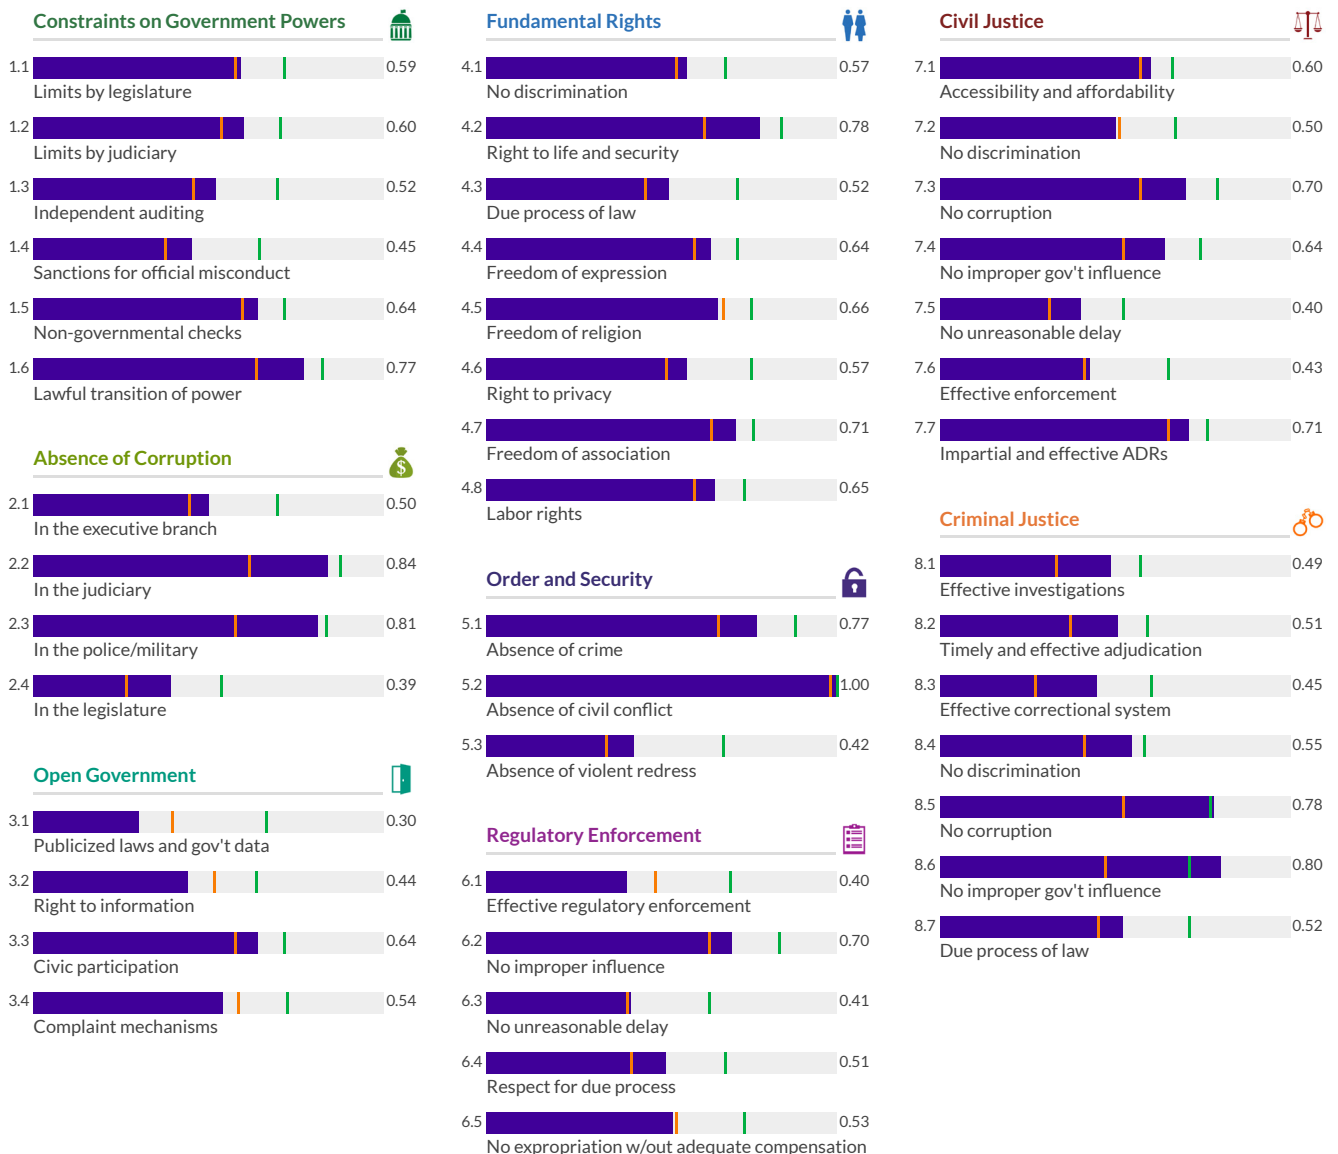 Constraints on Government Powers
1.1 0.59
Limits by legislature
1.2 0.60
Limits by judiciary
1.3 0.52
Independent auditing
1.4 0.45
Sanctions for official misconduct
1.5 0.64
Non-governmental checks
1.6 0.77
Lawful transition of power
Absence of Corruption
2.1 0.50
In the executive branch
2.2 0.84
In the judiciary
2.3 0.81
In the police/military
2.4 0.39
In the legislature
Open Government
3.1 0.30
Publicized laws and gov't data
3.2 0.44
Right to information
3.3 0.64
Civic participation
3.4 0.54
Complaint mechanisms
Fundamental Rights
4.1 0.57
No discrimination
4.2 0.78
Right to life and security
4.3 0.52
Due process of law
4.4 0.64
Freedom of expression
4.5 0.66
Freedom of religion
4.6 0.57
Right to privacy
4.7 0.71
Freedom of association
4.8 0.65
Labor rights
Order and Security
5.1 0.77
Absence of crime
5.2 1.00
Absence of civil conflict
5.3 0.42
Absence of violent redress
Regulatory Enforcement
6.1 0.40
Effective regulatory enforcement
6.2 0.70
No improper influence
6.3 0.41
No unreasonable delay
6.4 0.51
Respect for due process
6.5 0.53
No expropriation w/out adequate compensation
Civil Justice
7.1 0.60
Accessibility and affordability
7.2 0.50
No discrimination
7.3 0.70
No corruption
7.4 0.64
No improper gov't influence
7.5 0.40
No unreasonable delay
7.6 0.43
Effective enforcement
7.7 0.71
Impartial and effective ADRs
Criminal Justice
8.1 0.49
Effective investigations
8.2 0.51
Timely and effective adjudication
8.3 0.45
Effective correctional system
8.4 0.55
No discrimination
8.5 0.78
No corruption
8.6 0.80
No improper gov't influence
8.7 0.52
Due process of law